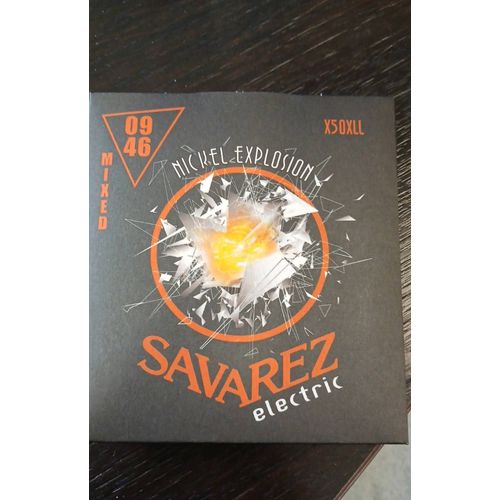 09
46
MIXED
X50XLL
NICKEL EXPLOSION
SAVAREZ
electric